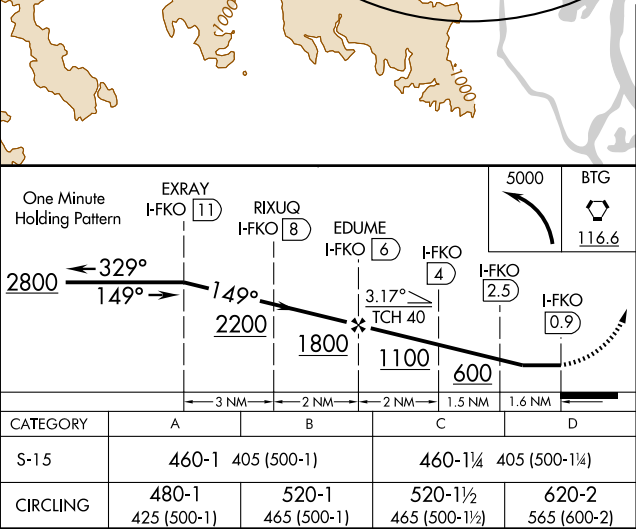 1000
1000
5000
BTG
116.6
One Minute
Holding Pattern
EXRAY
I-FKO 11
RIXUQ
I-FKO 8
EDUME
I-FKO 6
I-FKO
4
I-FKO
2.5
I-FKO
0.9
2800
329°
149°
149°
3.17°
TCH 40
2200
1800
1100
600
3 NM
2 NM
2 NM
1.5 NM
1.6 NM
CATEGORY A B C D
S-15 460-1 405 (500-1) 460-1¼ 405 (500-1¼)
CIRCLING 480-1 520-1 520-1½ 620-2
425 (500-1) 465 (500-1) 465 (500-1½) 565 (600-2)